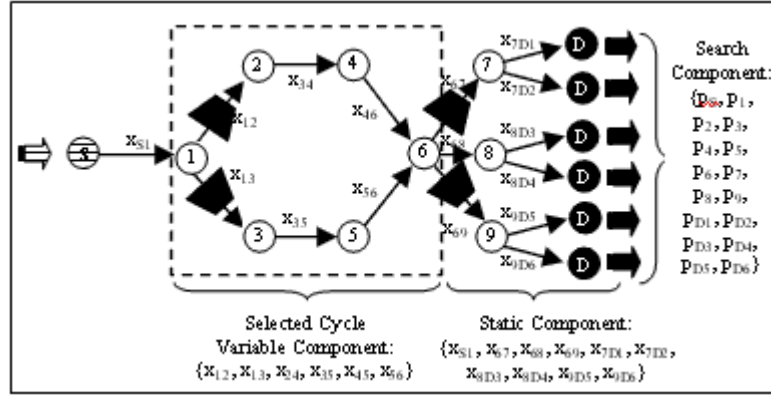 X7D1
D
2
4
7
Search
X34
X67
X7D2
D
Component:
X12
{pS, p1,
XS1
X46
X8D3
D
p2, p3,
S
1
6
X68
8
p4, p5,
X13
X56
X8D4
D
p6, p7,
p8, p9,
X69
X9D5
D
pD1, pD2,
3
X35
5
9
pD3, pD4,
X9D6
D
pD5, pD6}
Selected Cycle
Static Component:
Variable Component:
{XS1, X67, X68, X69, X7D1, X7D2,
{X12, X13, X24, X35, X45, X56}
X8D3, X8D4, X9D5, X9D6}